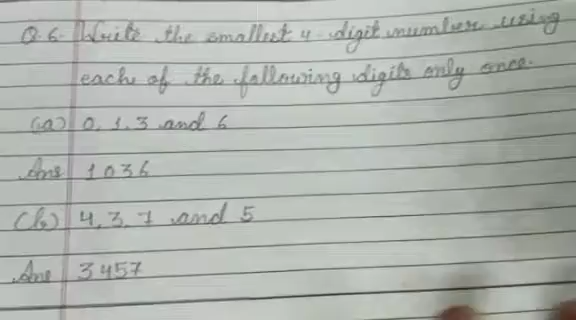 Q.6. Write the smallest 4-digit number using
each of the following digits only once.
(a) 0, 1, 3 and 6
Ans 1036
(b) 4, 3, 7 and 5
Ans 3457